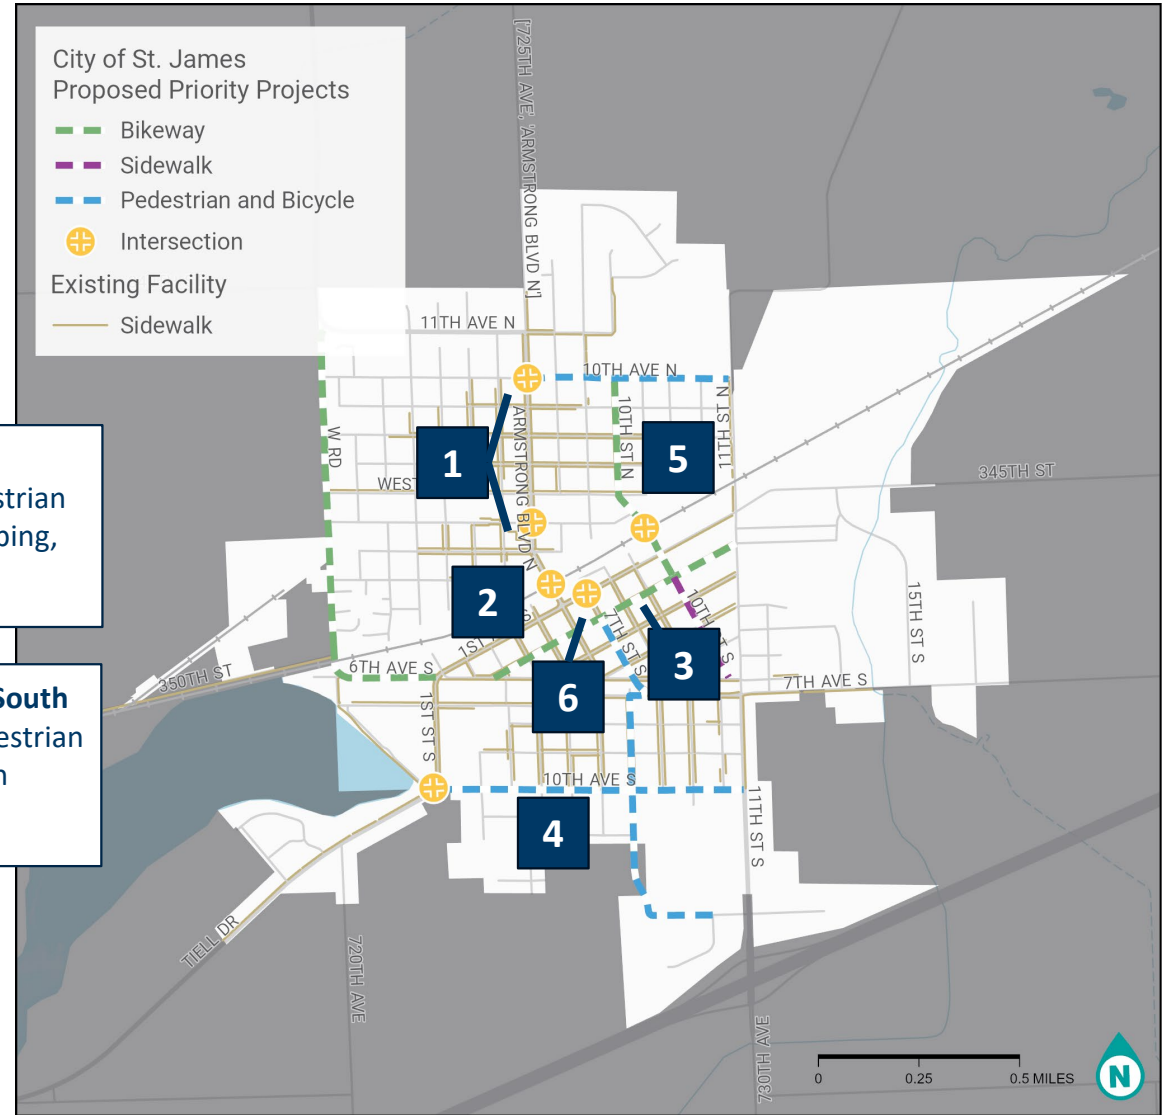 City of St. James
Proposed Priority Projects
Bikeway
Sidewalk
Pedestrian and Bicycle
Intersection
Existing Facility
Sidewalk
['725TH AVE', 'ARMSTRONG BLVD N']
11TH AVE N
10TH AVE N
W RD
ARMSTRONG BLVD N
10TH ST N
11TH ST N
1
5
WEST
345TH ST
strian
ping,
2
1ST
S
7TH ST S
10TH ST S
15TH ST S
3
6
South
estrian
n
350TH ST
6TH AVE S
7TH AVE S
1ST ST S
10TH AVE S
4
11TH ST S
TIELL DR
720TH AVE
730TH AVE
0
0.25
0.5 MILES
N